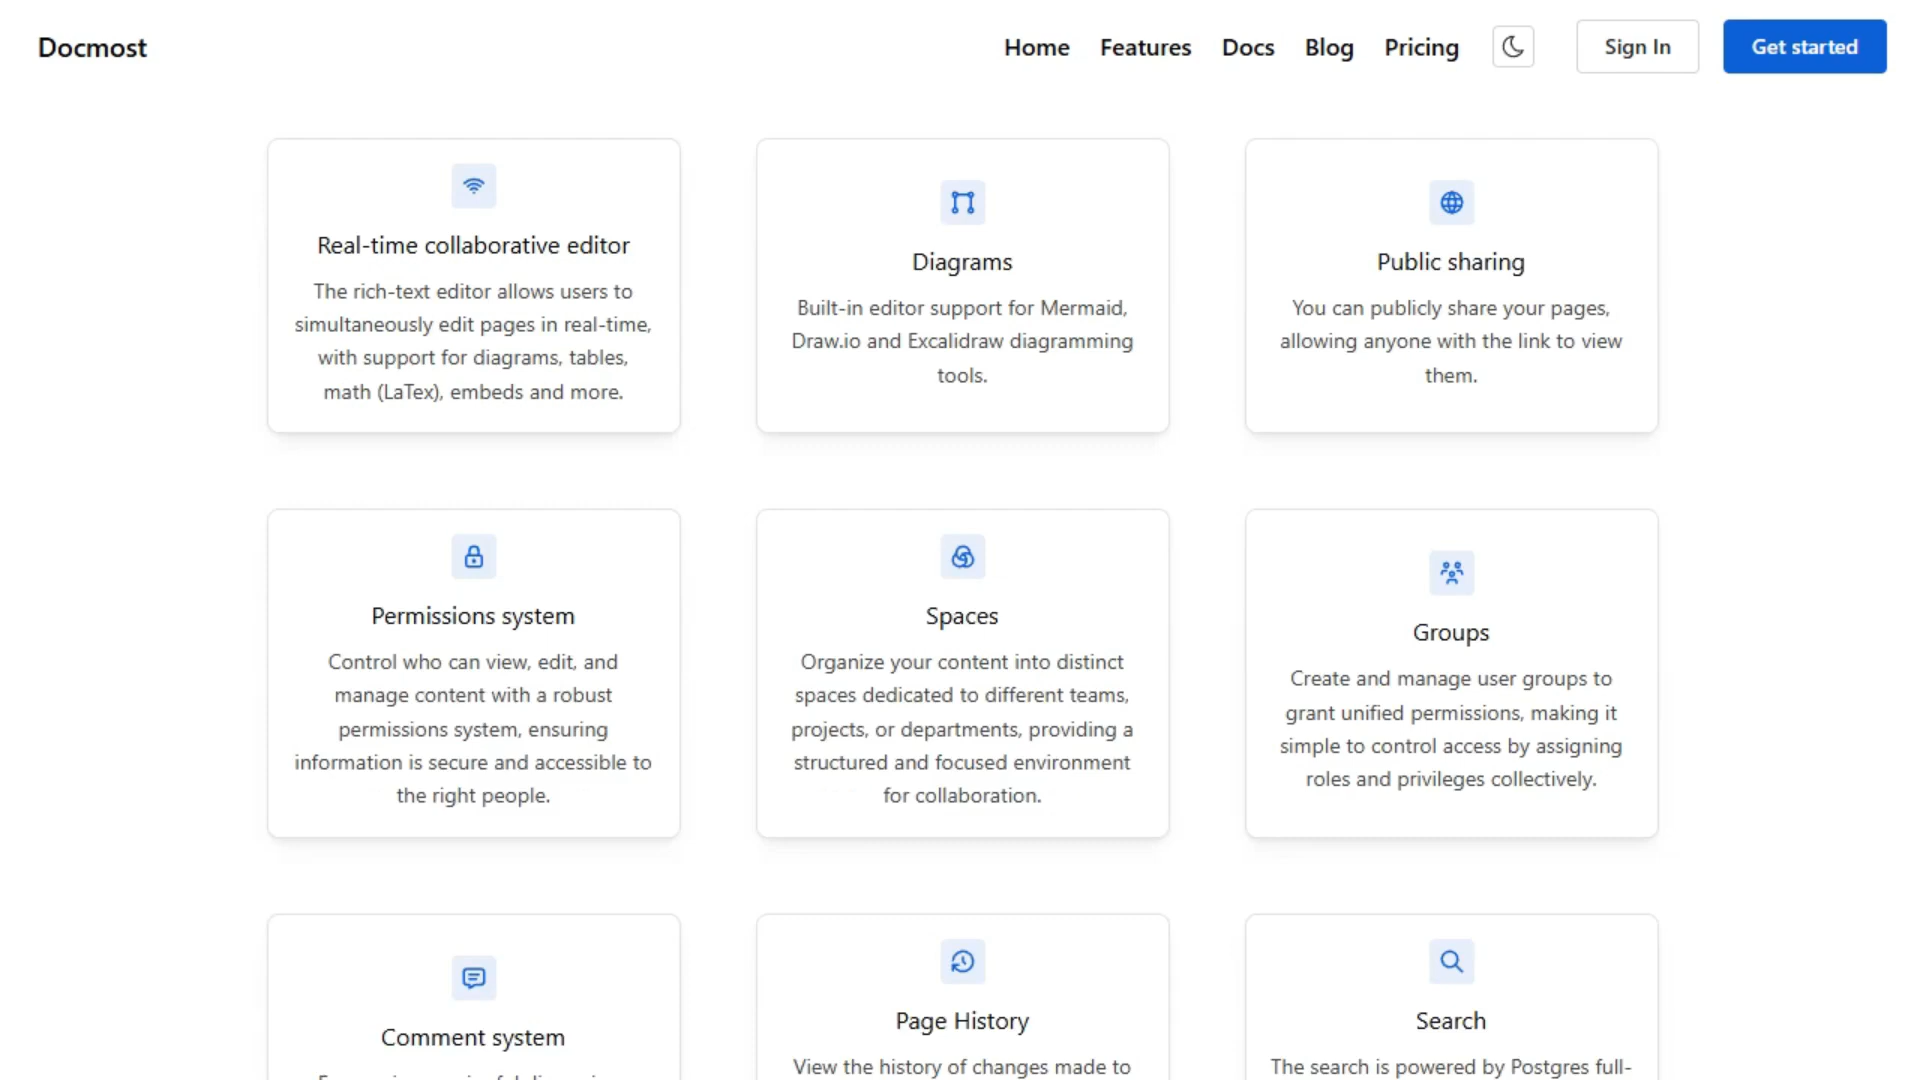 Docmost
Home
Features
Docs
Blog
Pricing
Sign In
Get started
Real-time collaborative editor
The rich-text editor allows users to
simultaneously edit pages in real-time,
with support for diagrams, tables,
math (LaTex), embeds and more.
Diagrams
Built-in editor support for Mermaid,
Draw.io and Excalidraw diagramming
tools.
Public sharing
You can publicly share your pages,
allowing anyone with the link to view
them.
Permissions system
Control who can view, edit, and
manage content with a robust
permissions system, ensuring
information is secure and accessible to
the right people.
Spaces
Organize your content into distinct
spaces dedicated to different teams,
projects, or departments, providing a
structured and focused environment
for collaboration.
Groups
Create and manage user groups to
grant unified permissions, making it
simple to control access by assigning
roles and privileges collectively.
Comment system
Page History
View the history of changes made to
Search
The search is powered by Postgres full-